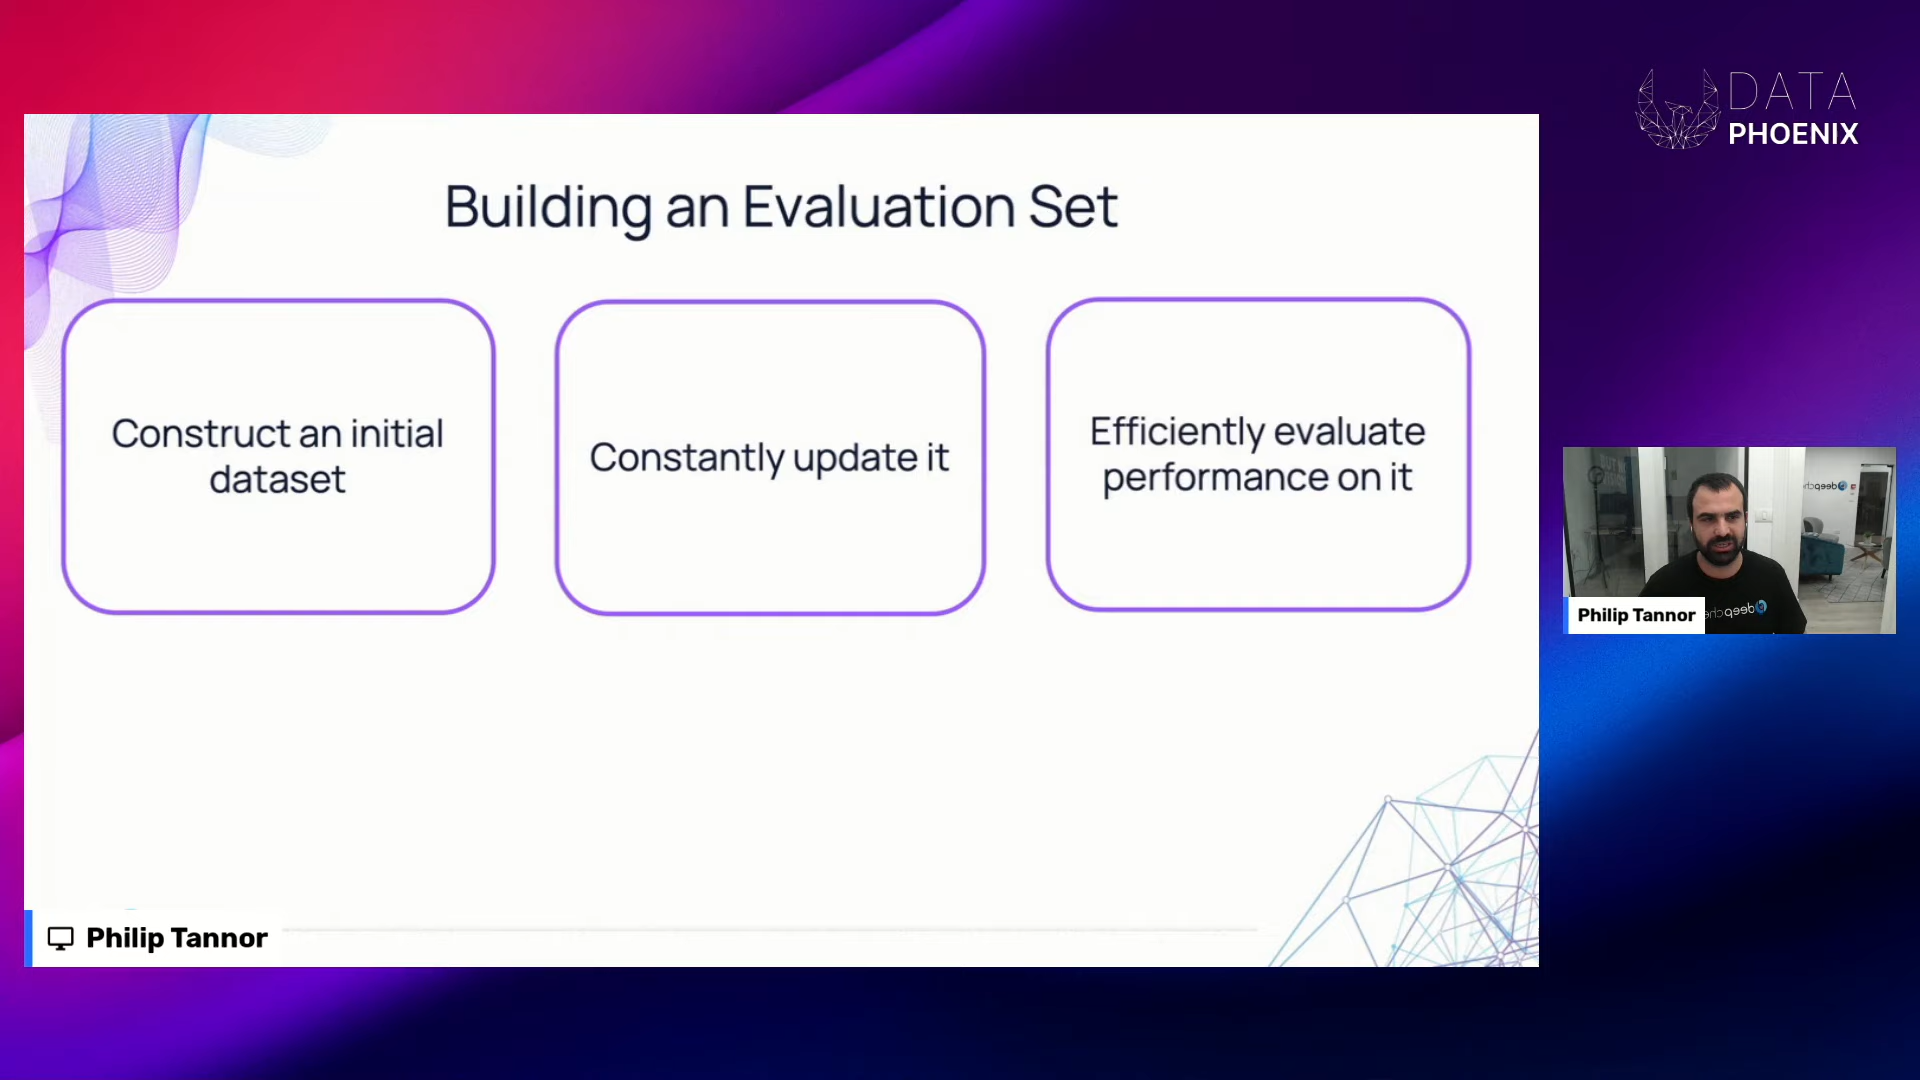 DATA
PHOENIX
Building an Evaluation Set
Construct an initial
dataset
Constantly update it
Efficiently evaluate
performance on it
Philip Tannor
deepche
Philip Tannor